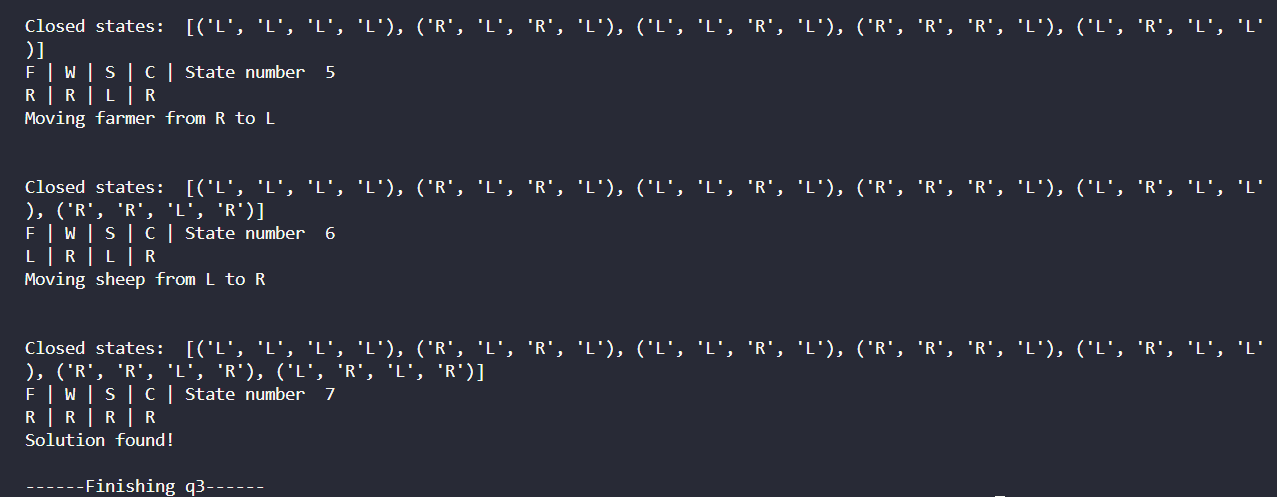 Closed states:  [('L', 'L', 'L', 'L'), ('R', 'L', 'R', 'L'), ('L', 'L', 'R', 'L'), ('R', 'R', 'R', 'L'), ('L', 'R', 'L', 'L'
)]
F | W | S | C | State number  5
R | R | L | R
Moving farmer from R to L
Closed states:  [('L', 'L', 'L', 'L'), ('R', 'L', 'R', 'L'), ('L', 'L', 'R', 'L'), ('R', 'R', 'R', 'L'), ('L', 'R', 'L', 'L'
), ('R', 'R', 'L', 'R')]
F | W | S | C | State number  6
L | R | L | R
Moving sheep from L to R
Closed states:  [('L', 'L', 'L', 'L'), ('R', 'L', 'R', 'L'), ('L', 'L', 'R', 'L'), ('R', 'R', 'R', 'L'), ('L', 'R', 'L', 'L'
), ('R', 'R', 'L', 'R'), ('L', 'R', 'L', 'R')]
F | W | S | C | State number  7
R | R | R | R
Solution found!
------Finishing q3------